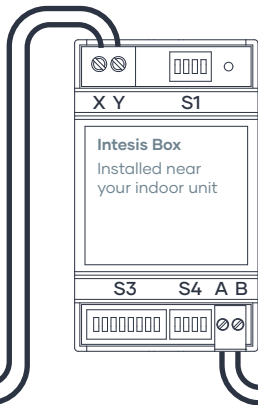 X Y S1
Intesis Box
Installed near
your indoor unit
S3 S4 A B